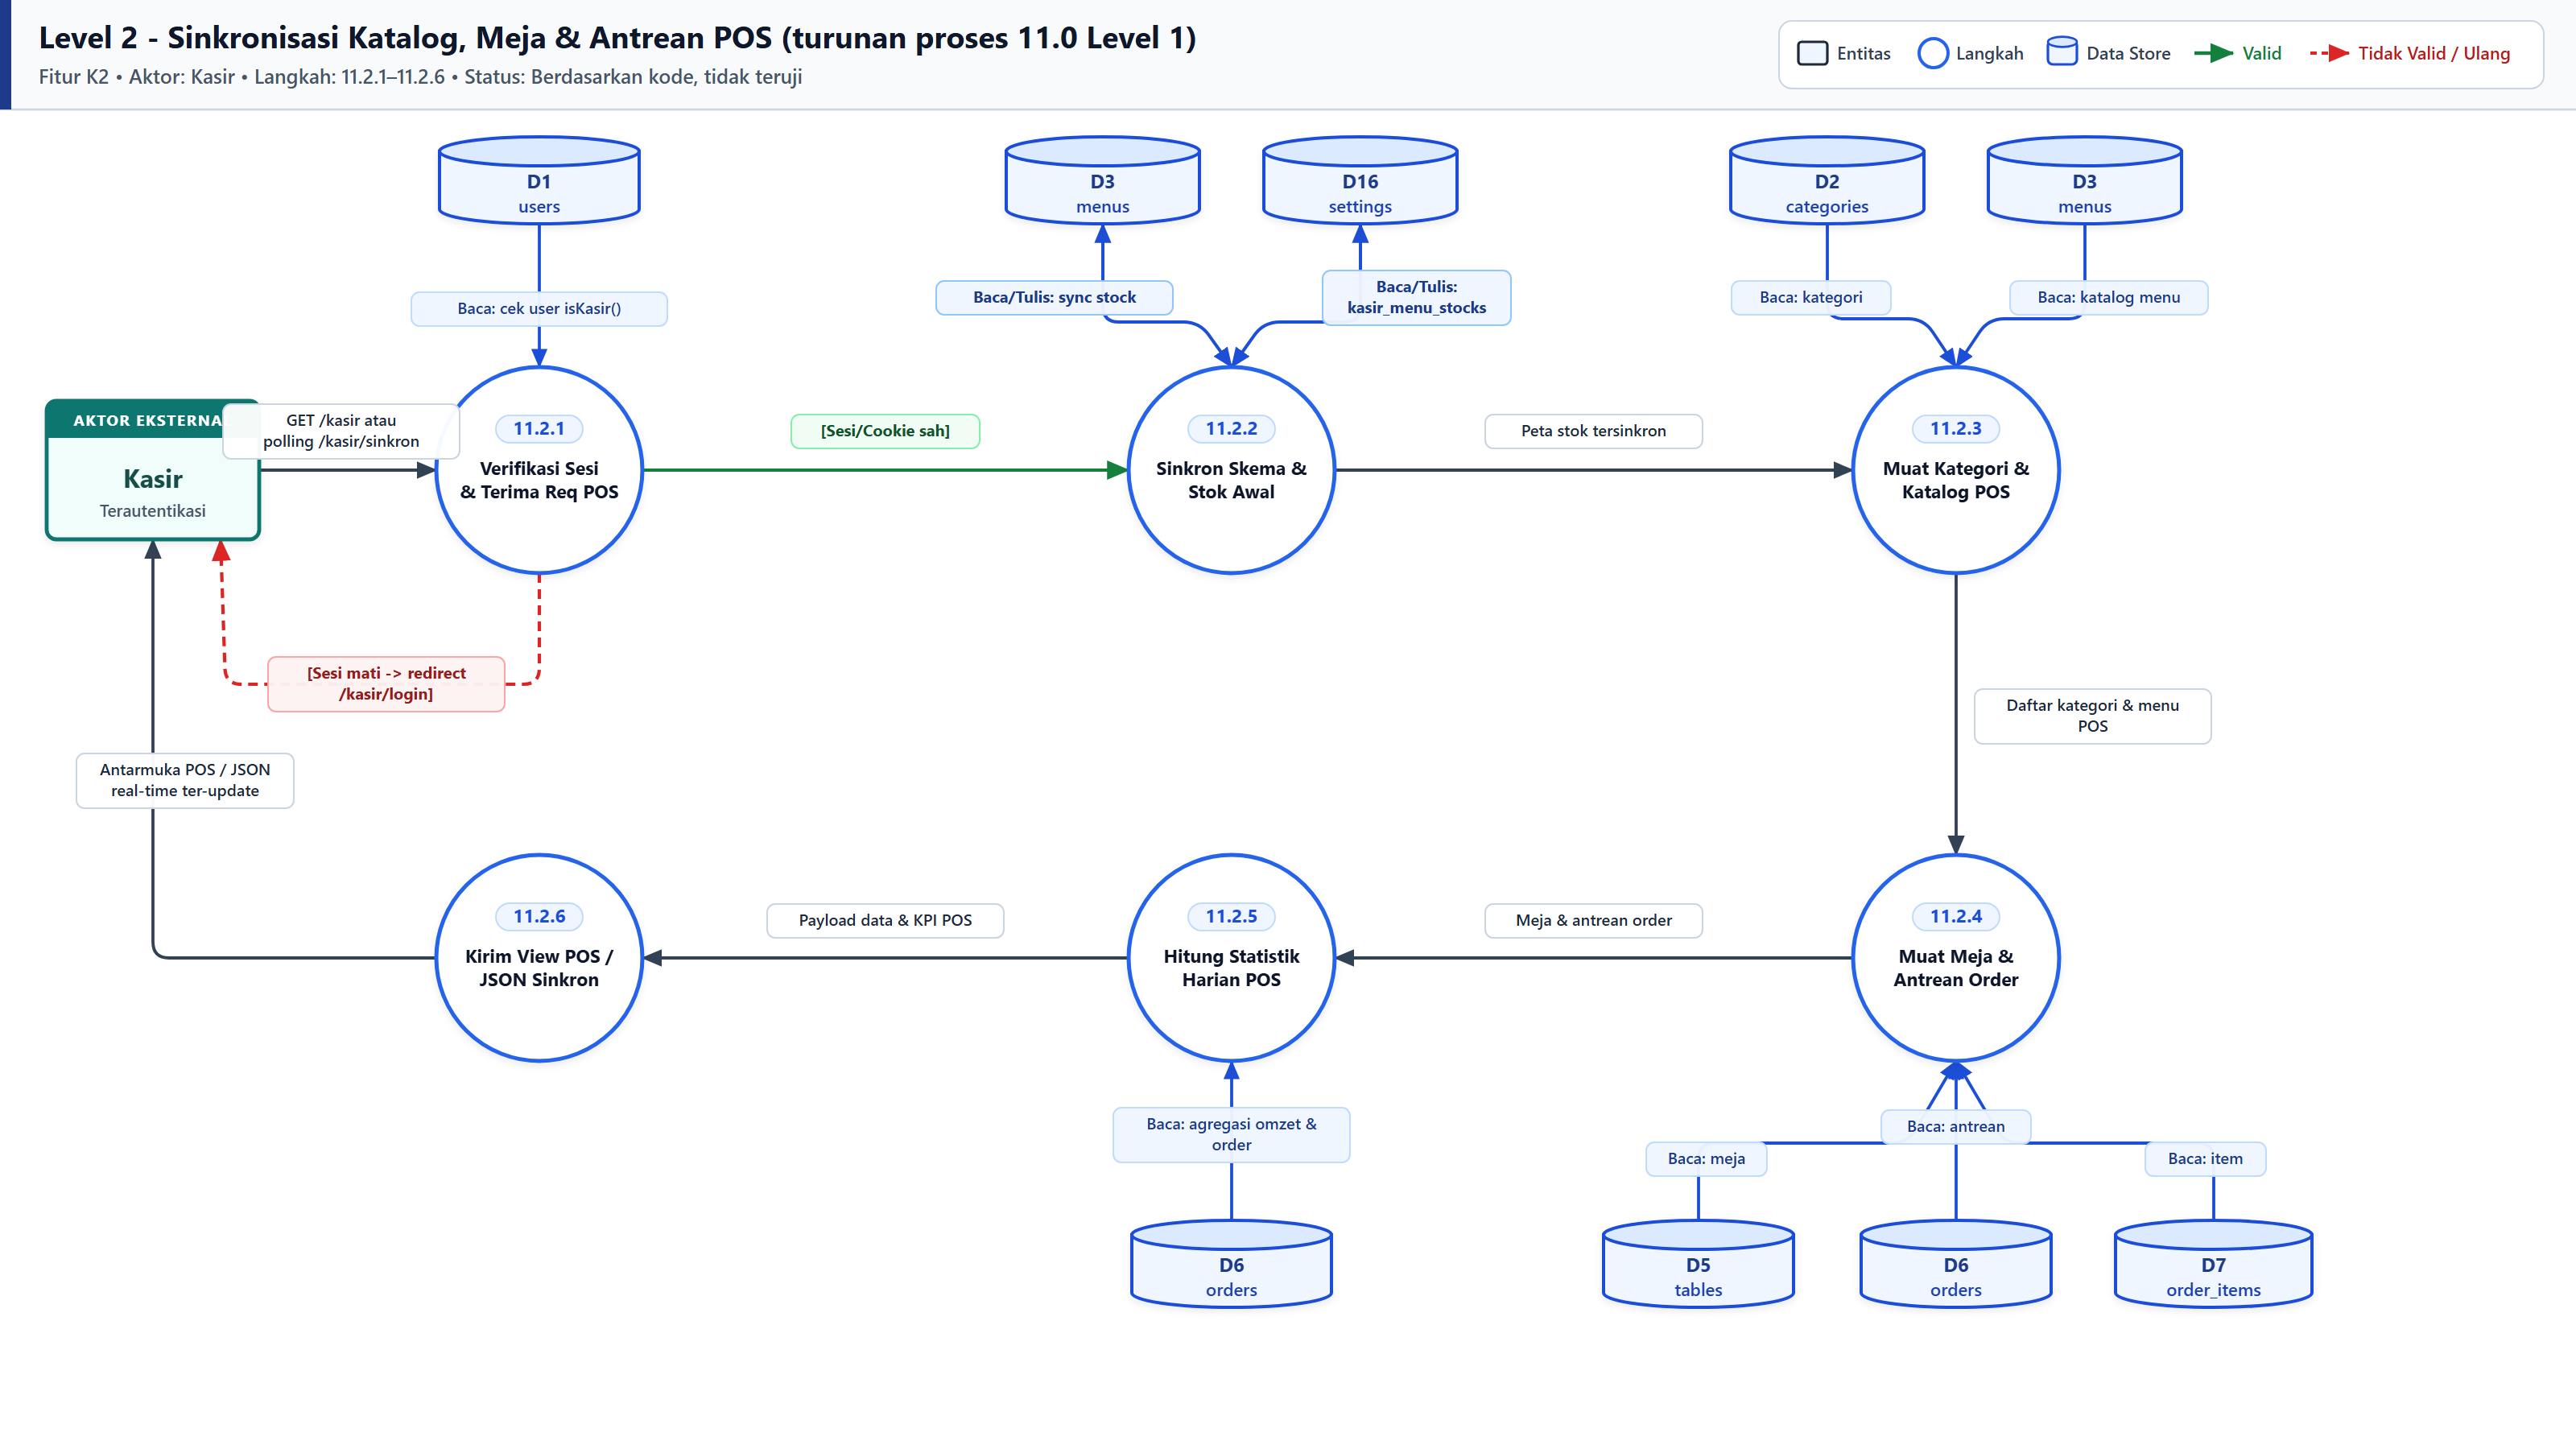 Level 2 - Sinkronisasi Katalog, Meja & Antrean POS (turunan proses 11.0 Level 1)
Fitur K2 • Aktor: Kasir • Langkah: 11.2.1–11.2.6 • Status: Berdasarkan kode, tidak teruji
Entitas
Langkah
Data Store
Valid
Tidak Valid / Ulang
D1
users
D3
menus
D16
settings
D2
categories
D3
menus
Baca: cek user isKasir()
Baca/Tulis: sync stock
Baca/Tulis:
kasir_menu_stocks
Baca: kategori
Baca: katalog menu
AKTOR EKSTERNAL
Kasir
Terautentikasi
GET /kasir atau
polling /kasir/sinkron
11.2.1
Verifikasi Sesi
& Terima Req POS
[Sesi/Cookie sah]
11.2.2
Sinkron Skema &
Stok Awal
Peta stok tersinkron
11.2.3
Muat Kategori &
Katalog POS
[Sesi mati -> redirect
/kasir/login]
Daftar kategori & menu
POS
Antarmuka POS / JSON
real-time ter-update
11.2.6
Kirim View POS /
JSON Sinkron
Payload data & KPI POS
11.2.5
Hitung Statistik
Harian POS
Meja & antrean order
11.2.4
Muat Meja &
Antrean Order
Baca: agregasi omzet &
order
Baca: meja
Baca: antrean
Baca: item
D6
orders
D5
tables
D6
orders
D7
order_items